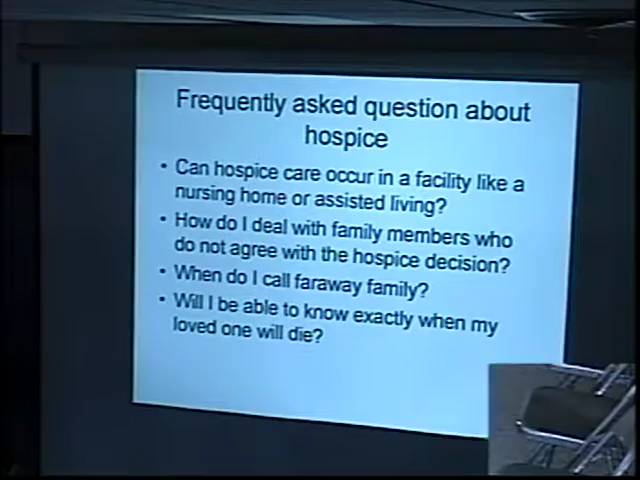 Frequently asked question about
hospice
• Can hospice care occur in a facility like a
nursing home or assisted living?
• How do I deal with family members who
do not agree with the hospice decision?
• When do I call faraway family?
• Will I be able to know exactly when my
loved one will die?